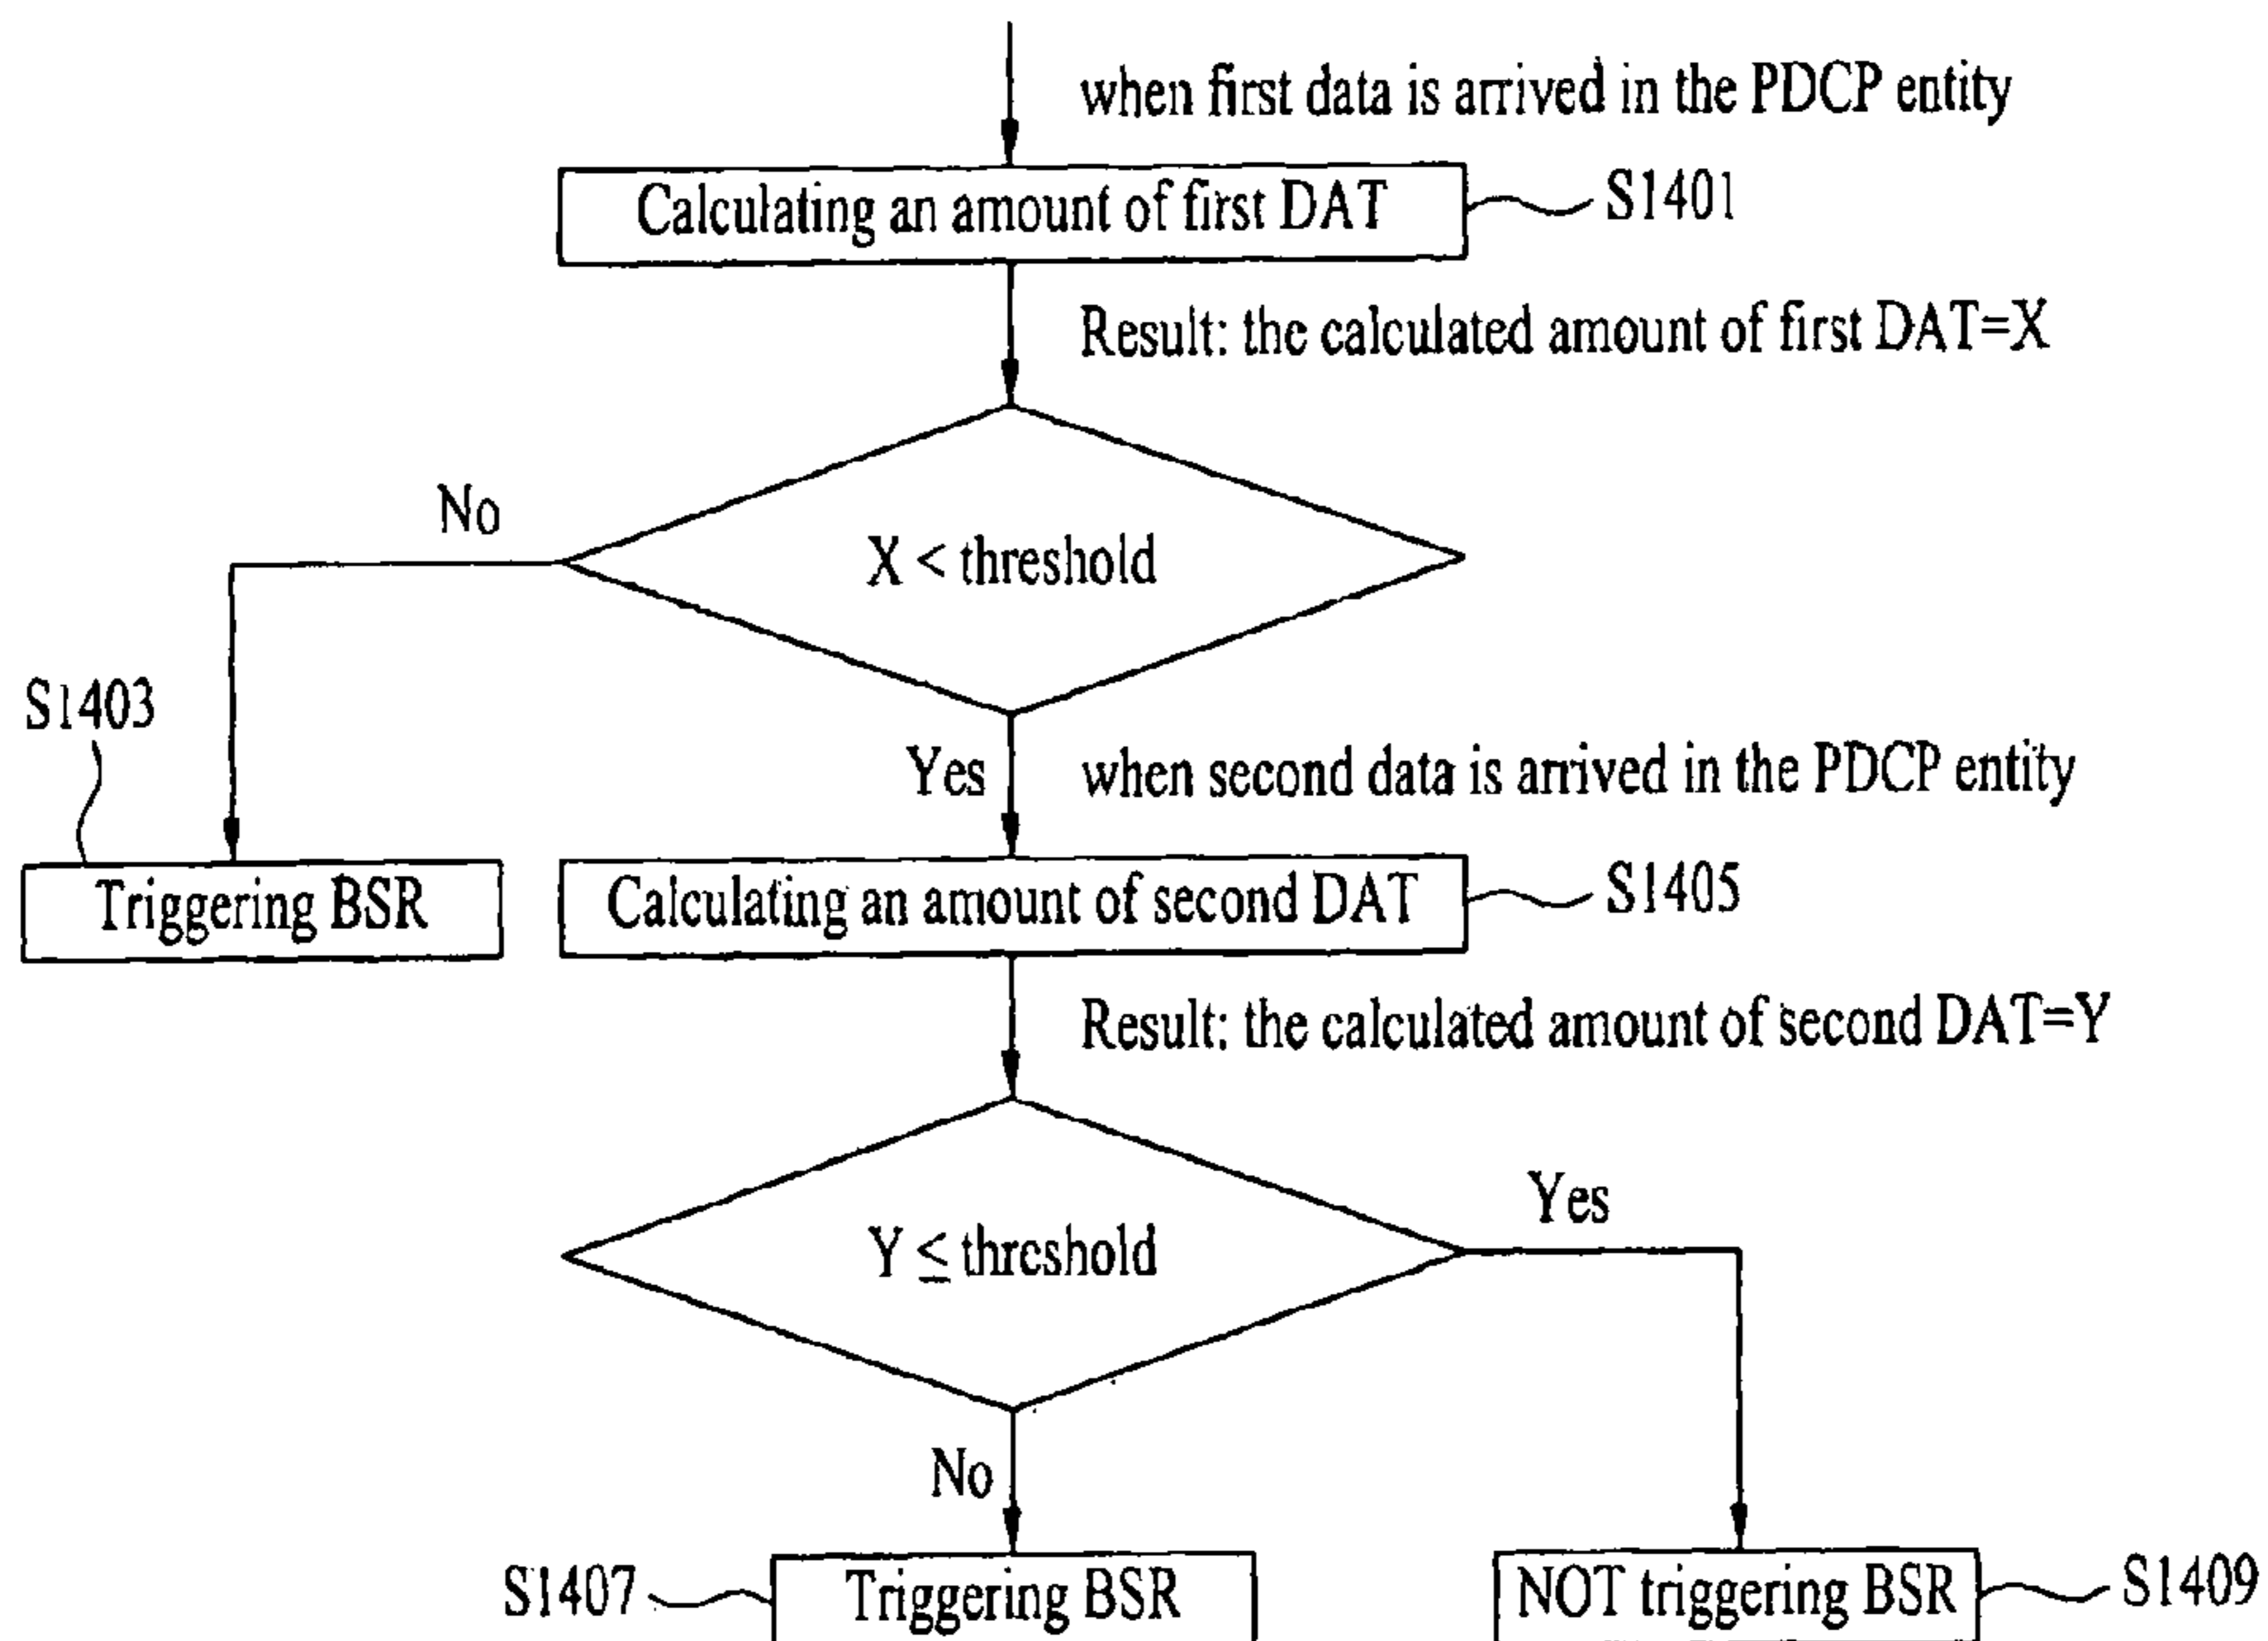 when first data is arrived in the PDCP entity
Calculating an amount of first DAT
S1401
Result: the calculated amount of first DAT=X
No
X < threshold
S1403
Yes
when second data is arrived in the PDCP entity
Triggering BSR
Calculating an amount of second DAT
S1405
Result: the calculated amount of second DAT=Y
Yes
Y ≤ threshold
No
S1407
Triggering BSR
NOT triggering BSR
S1409